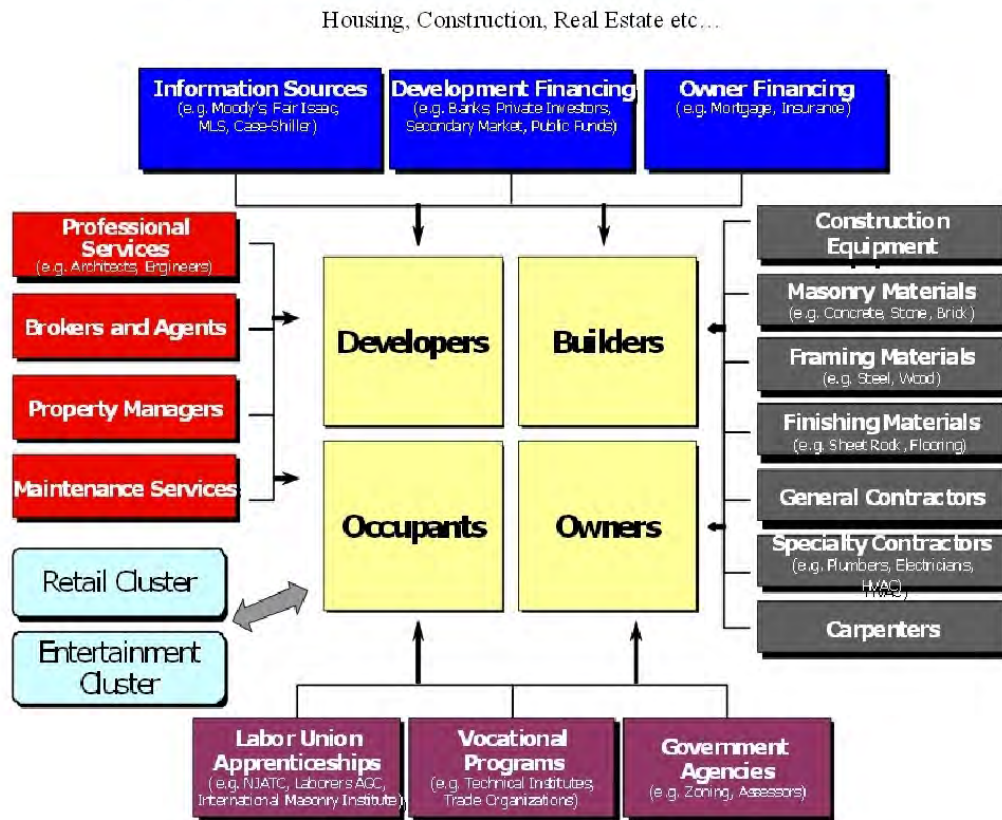 Housing, Construction, Real Estate etc…
Information Sources
(e.g. Moody's, Fair Isaac,
MLS, Case-Shiller)
Development Financing
(e.g. Banks, Private Investors,
Secondary Market, Public Funds)
Owner Financing
(e.g. Mortgage, Insurance)
Professional
Services
(e.g. Architects, Engineers)
Brokers and Agents
Property Managers
Maintenance Services
Retail Cluster
Entertainment
Cluster
Developers
Builders
Occupants
Owners
Construction
Equipment
Masonry Materials
(e.g. Concrete, Stone, Brick)
Framing Materials
(e.g. Steel, Wood)
Finishing Materials
(e.g. Sheet Rock, Flooring)
General Contractors
Specialty Contractors
(e.g. Plumbers, Electricians,
HVAC)
Carpenters
Labor Union
Apprenticeships
(e.g. NJATC, Laborers AGC,
International Masonry Institute)
Vocational
Programs
(e.g. Technical Institutes,
Trade Organizations)
Government
Agencies
(e.g. Zoning, Assessors)